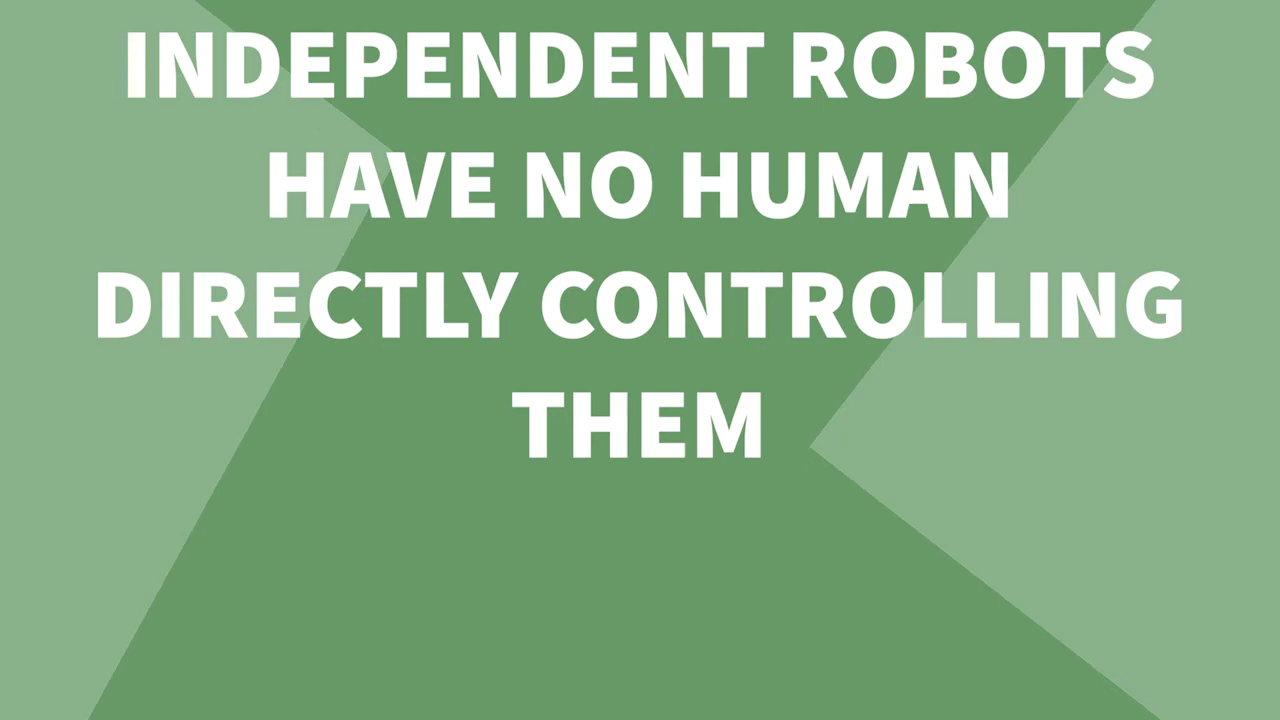 INDEPENDENT ROBOTS
HAVE NO HUMAN
DIRECTLY CONTROLLING
THEM